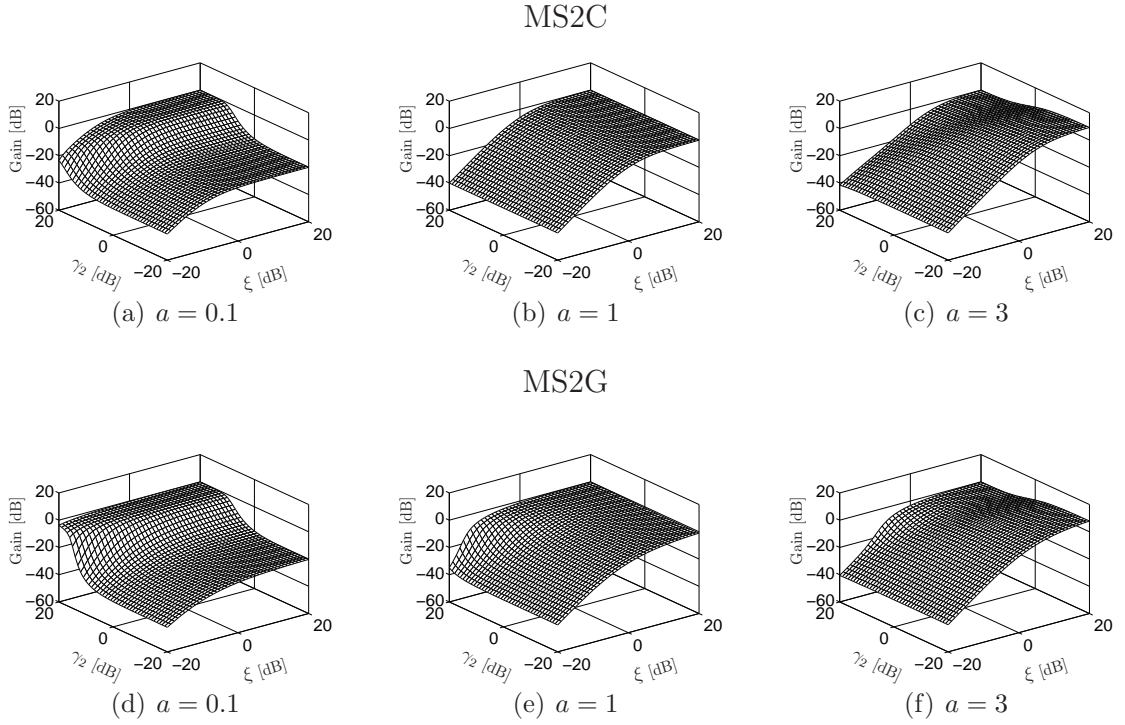 MS2C
20
0
−20
−40
−60
Gain [dB]
20
0
−20
γ2 [dB]
−20
0
20
ξ [dB]
(a) a = 0.1
20
0
−20
−40
−60
Gain [dB]
20
0
−20
γ2 [dB]
−20
0
20
ξ [dB]
(b) a = 1
20
0
−20
−40
−60
Gain [dB]
20
0
−20
γ2 [dB]
−20
0
20
ξ [dB]
(c) a = 3
MS2G
20
0
−20
−40
−60
Gain [dB]
20
0
−20
γ2 [dB]
−20
0
20
ξ [dB]
(d) a = 0.1
20
0
−20
−40
−60
Gain [dB]
20
0
−20
γ2 [dB]
−20
0
20
ξ [dB]
(e) a = 1
20
0
−20
−40
−60
Gain [dB]
20
0
−20
γ2 [dB]
−20
0
20
ξ [dB]
(f) a = 3